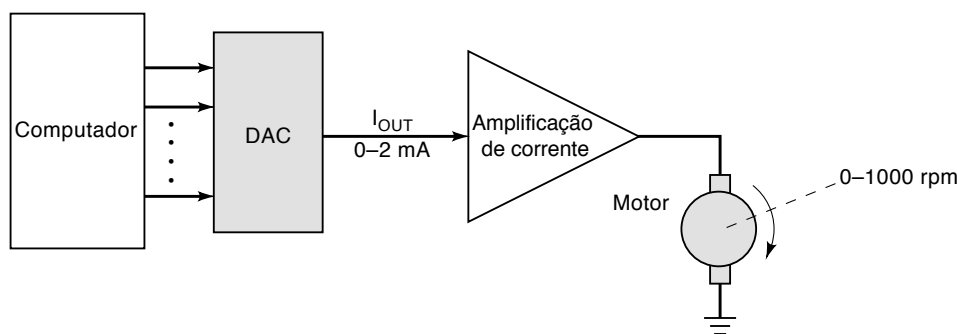 Computador
DAC
I_OUT
0–2 mA
Amplificação
de corrente
Motor
0–1000 rpm